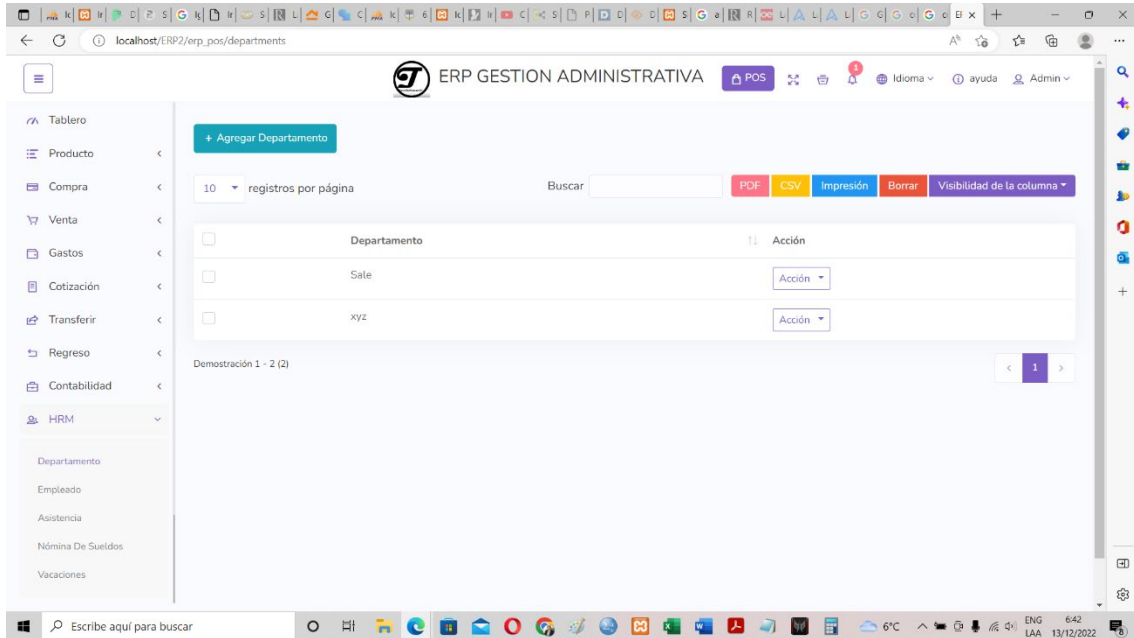 localhost/ERP2/erp_pos/departments
ERP GESTION ADMINISTRATIVA
POS
1
Idioma
ayuda
Admin
Tablero
Producto
Compra
Venta
Gastos
Cotización
Transferir
Regreso
Contabilidad
HRM
Departamento
Empleado
Asistencia
Nómina De Sueldos
Vacaciones
+ Agregar Departamento
10 registros por página
Buscar
PDF CSV Impresión Borrar Visibilidad de la columna
Departamento Acción
Sale Acción
xyz Acción
Demostración 1 - 2 (2)
< 1 >
Escribe aquí para buscar
6°C
ENG 6:42
LAA 13/12/2022